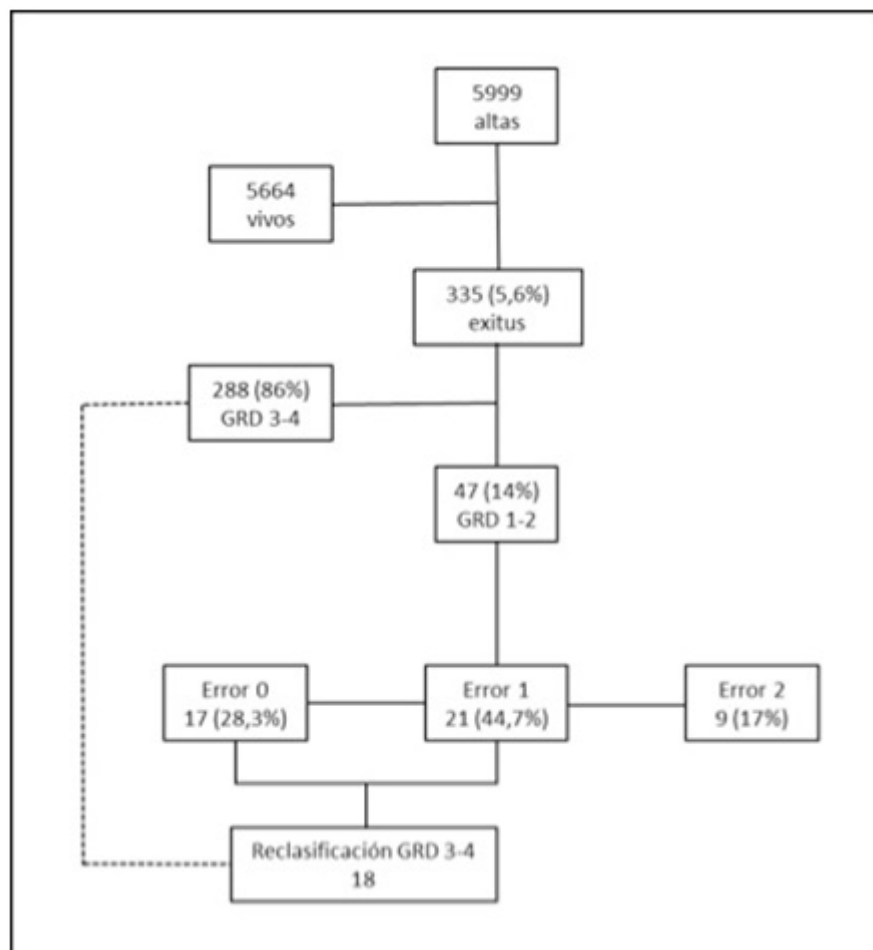 5999
altas
5664
vivos
335 (5,6%)
exitus
288 (86%)
GRD 3-4
47 (14%)
GRD 1-2
Error 0
17 (28,3%)
Error 1
21 (44,7%)
Error 2
9 (17%)
Reclasificación GRD 3-4
18